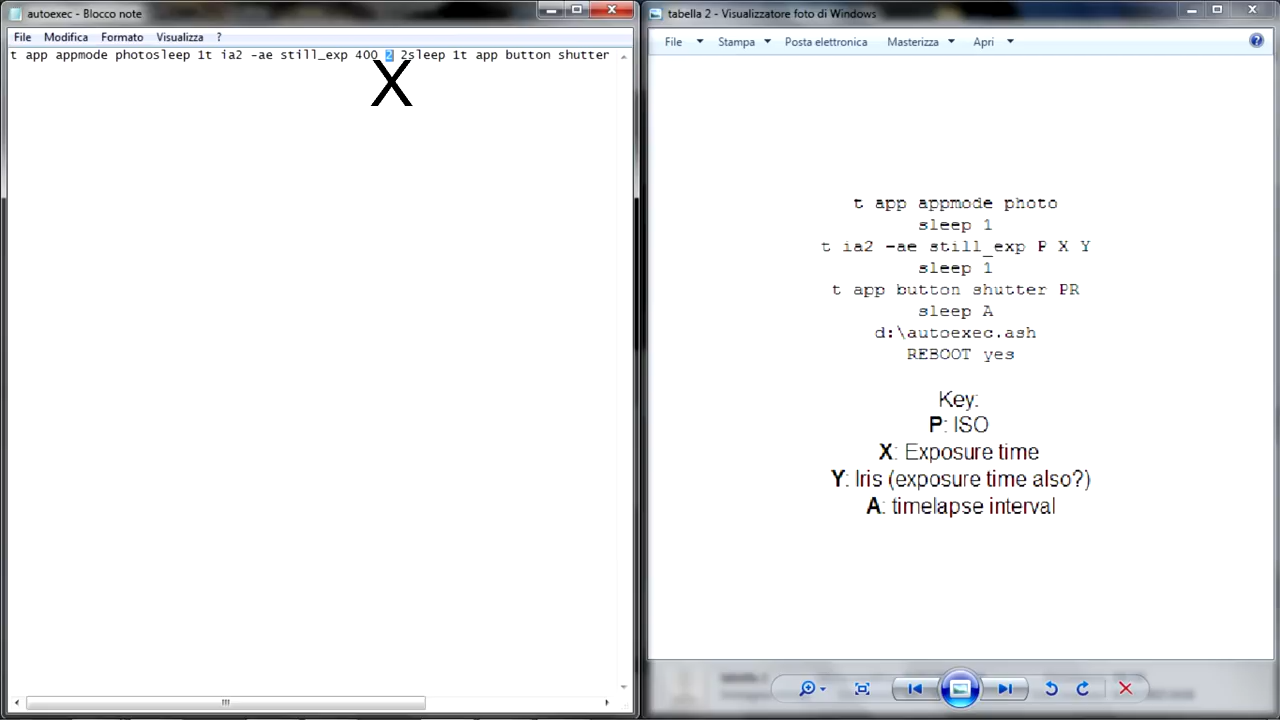 autoexec - Blocco note
File Modifica Formato Visualizza ?
t app appmode photosleep 1t ia2 -ae still_exp 400 2 2sleep 1t app button shutter
X
tabella 2 - Visualizzatore foto di Windows
File Stampa Posta elettronica Masterizza Apri
t app appmode photo
sleep 1
t ia2 -ae still_exp P X Y
sleep 1
t app button shutter PR
sleep A
d:\autoexec.ash
REBOOT yes
Key:
P: ISO
X: Exposure time
Y: Iris (exposure time also?)
A: timelapse interval